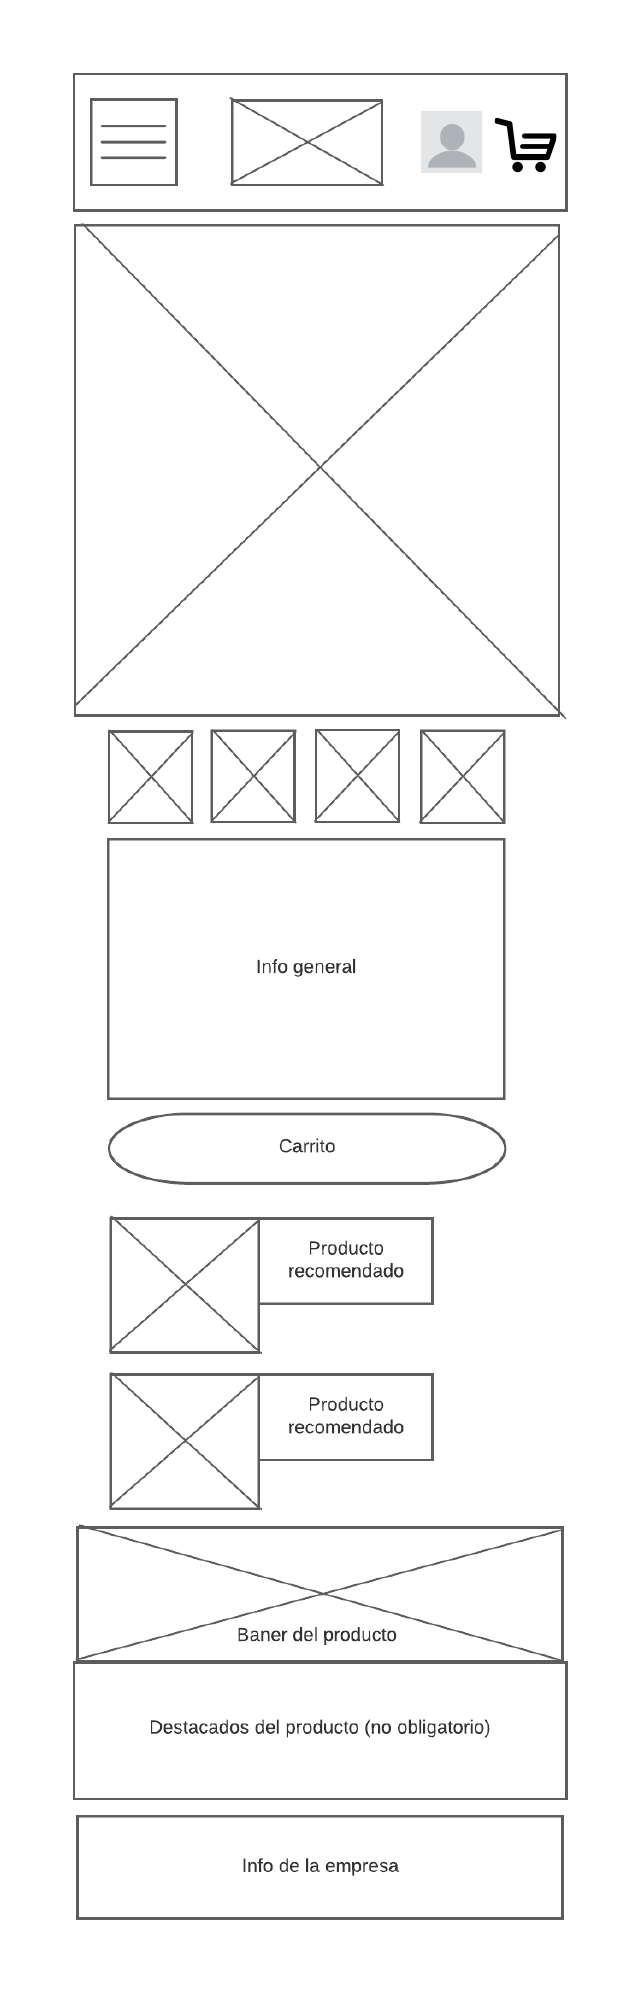 Info general
Carrito
Producto
recomendado
Producto
recomendado
Baner del producto
Destacados del producto (no obligatorio)
Info de la empresa